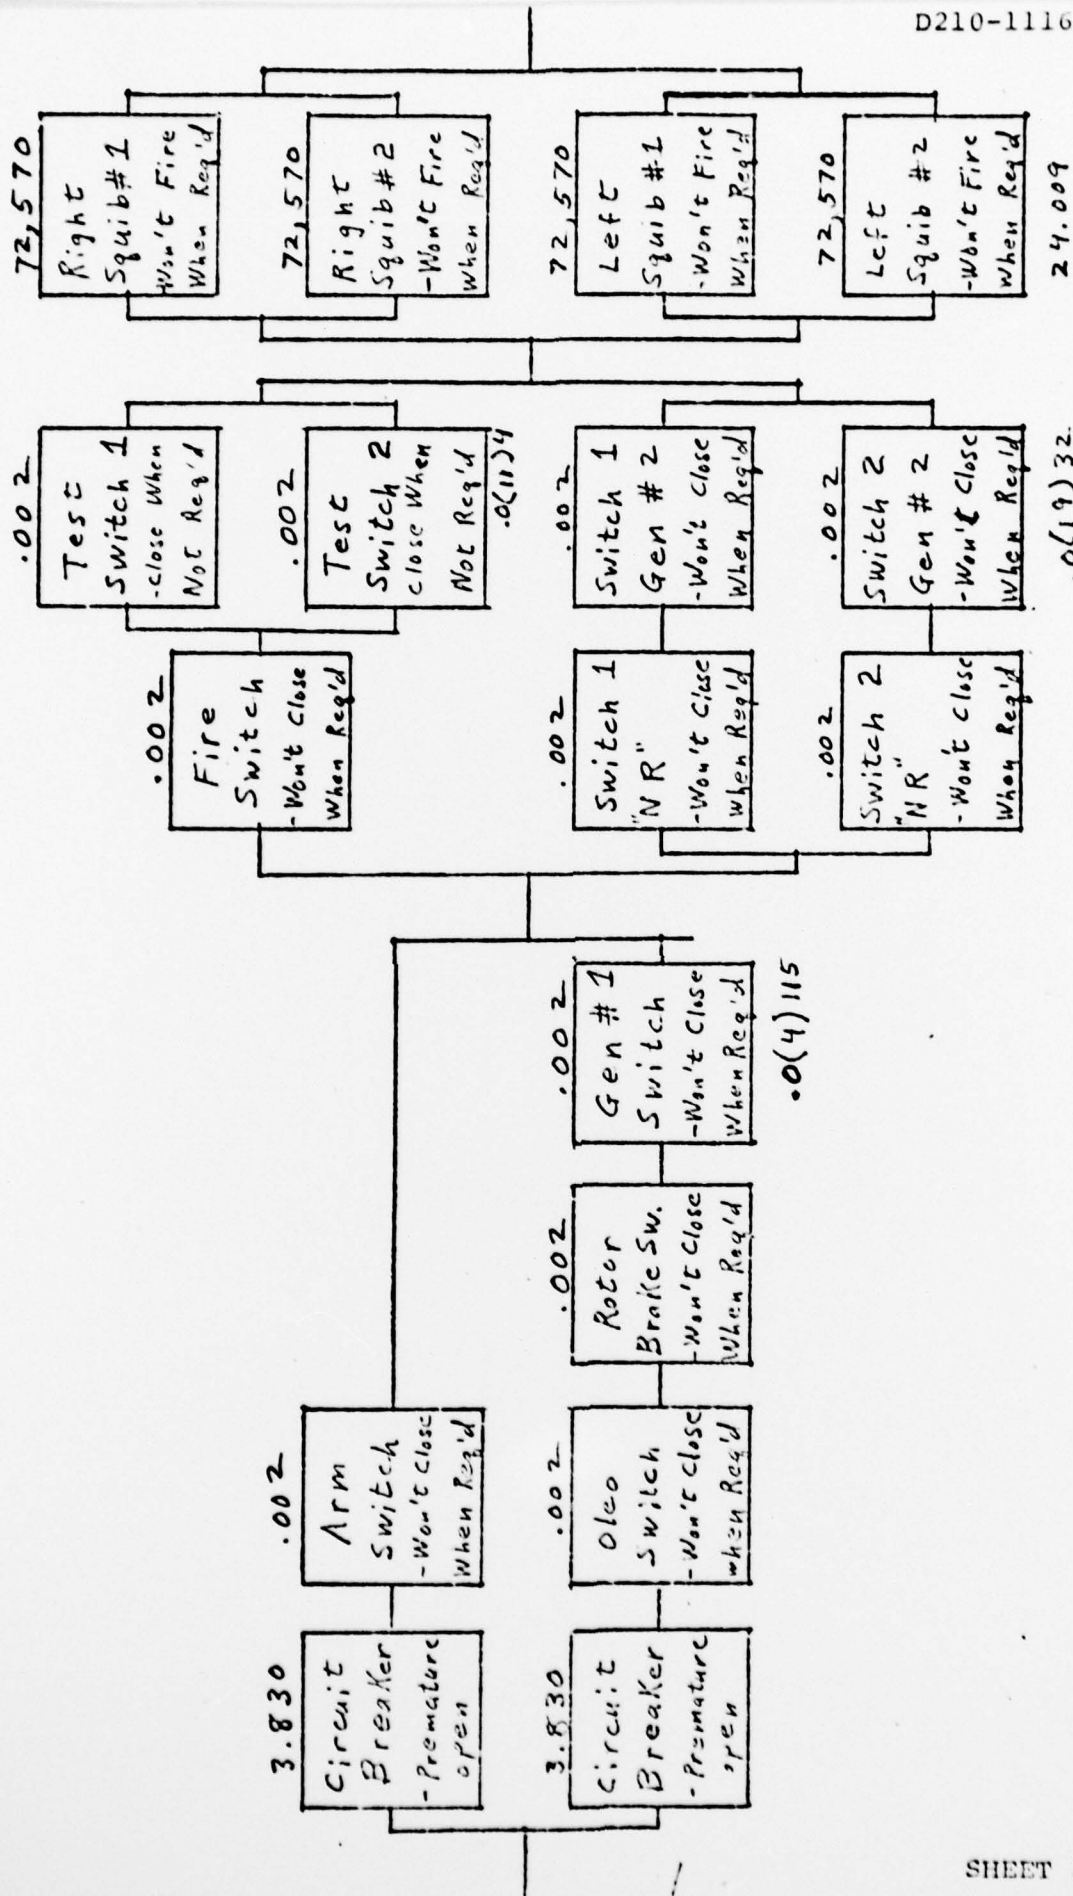 D210-1116
3.830
Circuit
Breaker
-Premature
open
.002
Arm
Switch
-Won't Close
When Req'd
3.830
Circuit
Breaker
-Premature
open
.002
Oleo
Switch
-Won't Close
when Req'd
.002
Rotor
Brake Sw.
-Won't Close
When Req'd
.002
Gen #1
Switch
-Won't Close
When Req'd
.0(4)115
.002
Fire
Switch
-Won't Close
When Req'd
.002
Test
Switch 1
-Close When
Not Req'd
.002
Test
Switch 2
Close When
Not Req'd
.0(11)4
.002
Switch 1
"NR"
-Won't Close
When Req'd
.002
Switch 1
Gen #2
-Won't Close
When Req'd
.002
Switch 2
"NR"
-Won't Close
When Req'd
.002
Switch 2
Gen #2
-Won't Close
When Req'd
.0(19)32
72,570
Right
Squib #1
-Won't Fire
When Req'd
72,570
Right
Squib #2
-Won't Fire
When Req'd
72,570
Left
Squib #1
-Won't Fire
When Req'd
72,570
Left
Squib #2
-Won't Fire
When Req'd
24.009
SHEET